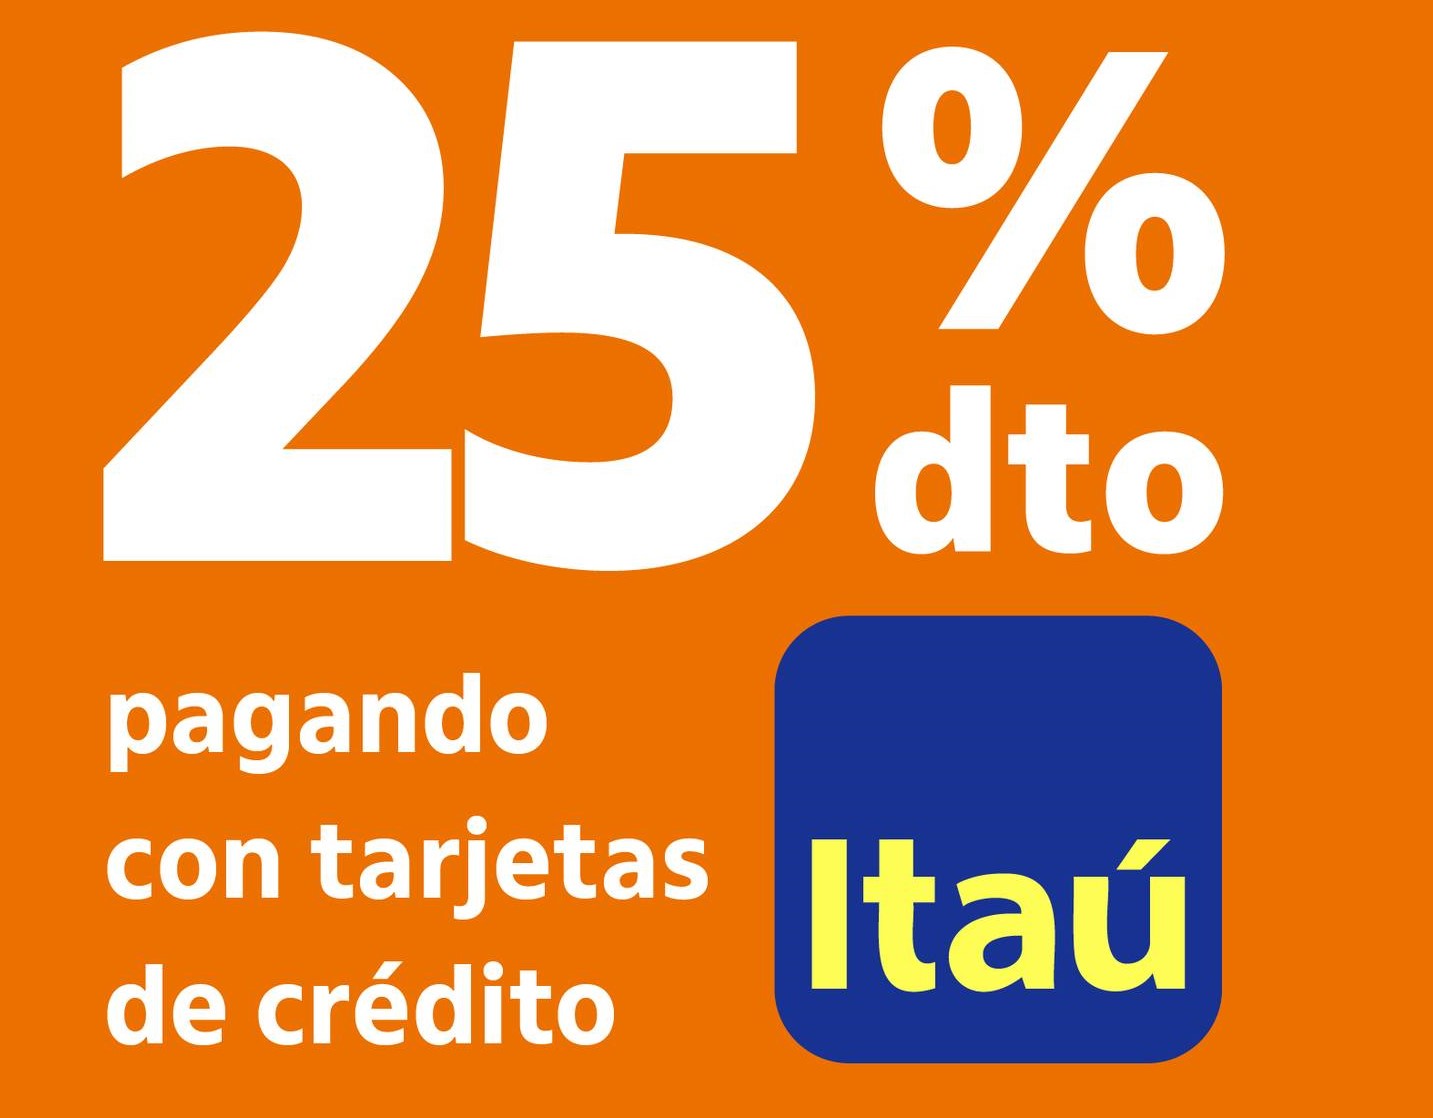 25% dto
pagando
con tarjetas
de crédito
Itaú